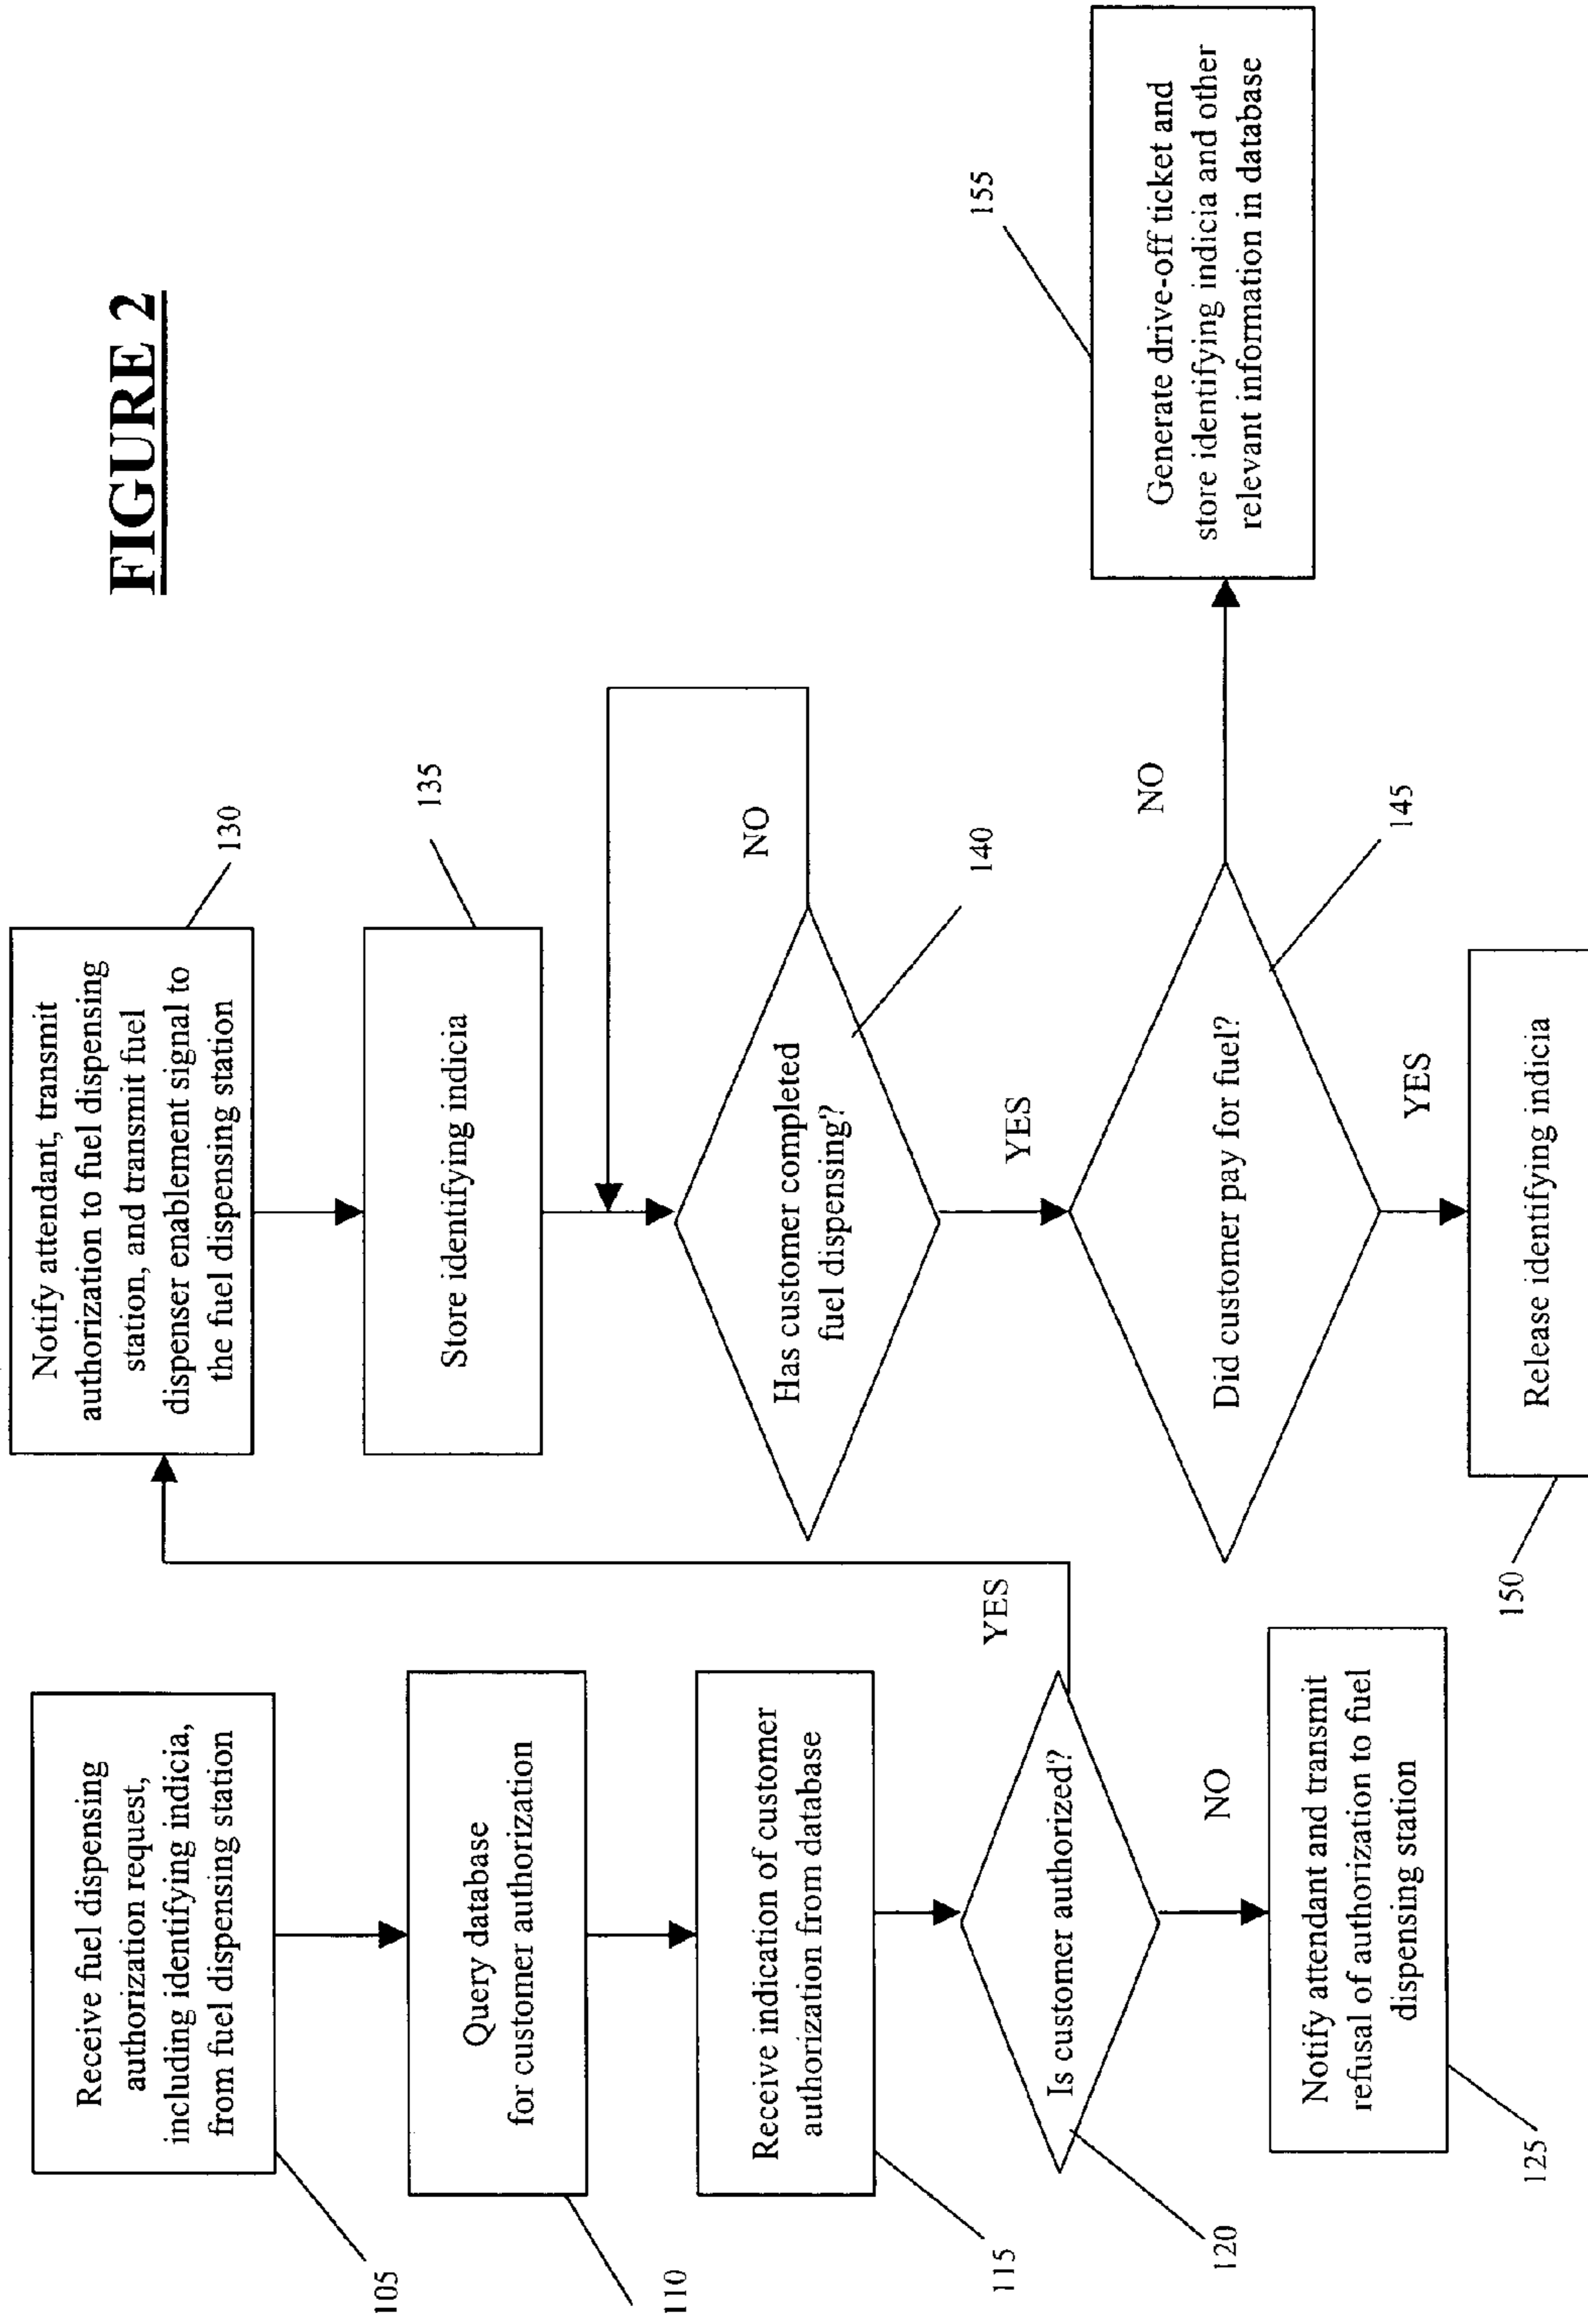 FIGURE 2
Receive fuel dispensing
authorization request,
including identifying indicia,
from fuel dispensing station
105
Query database
for customer authorization
110
Receive indication of customer
authorization from database
115
Is customer authorized?
120
YES
NO
Notify attendant and transmit
refusal of authorization to fuel
dispensing station
125
Notify attendant, transmit
authorization to fuel dispensing
station, and transmit fuel
dispenser enablement signal to
the fuel dispensing station
130
Store identifying indicia
135
Has customer completed
fuel dispensing?
140
NO
YES
Did customer pay for fuel?
145
NO
YES
Release identifying indicia
150
Generate drive-off ticket and
store identifying indicia and other
relevant information in database
155